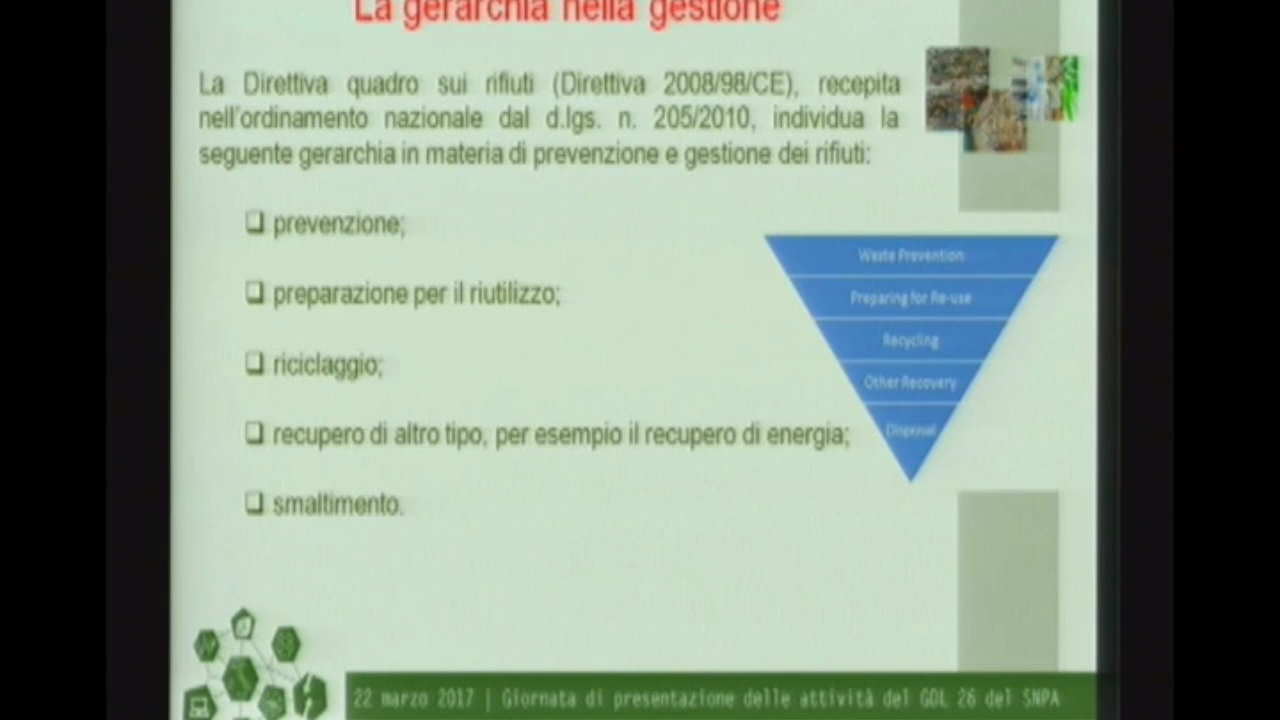 La gerarchia nella gestione
La Direttiva quadro sui rifiuti (Direttiva 2008/98/CE), recepita
nell'ordinamento nazionale dal d.lgs. n. 205/2010, individua la
seguente gerarchia in materia di prevenzione e gestione dei rifiuti:
prevenzione;
preparazione per il riutilizzo;
riciclaggio;
recupero di altro tipo, per esempio il recupero di energia;
smaltimento.
Waste Prevention
Preparing for Re-use
Recycling
Other Recovery
Disposal
22 marzo 2017 | Giornata di presentazione delle attività del GDL 26 del SNPA